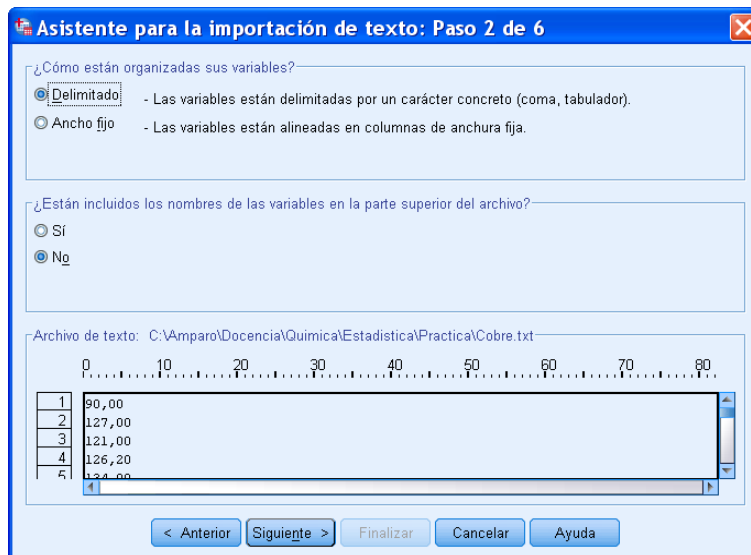 Asistente para la importación de texto: Paso 2 de 6
¿Cómo están organizadas sus variables?
Delimitado - Las variables están delimitadas por un carácter concreto (coma, tabulador).
Ancho fijo - Las variables están alineadas en columnas de anchura fija.
¿Están incluidos los nombres de las variables en la parte superior del archivo?
Sí
No
Archivo de texto: C:\Amparo\Docencia\Quimica\Estadistica\Practica\Cobre.txt
0 10 20 30 40 50 60 70 80
1 90,00
2 127,00
3 121,00
4 126,20
5 134,00
< Anterior Siguiente > Finalizar Cancelar Ayuda